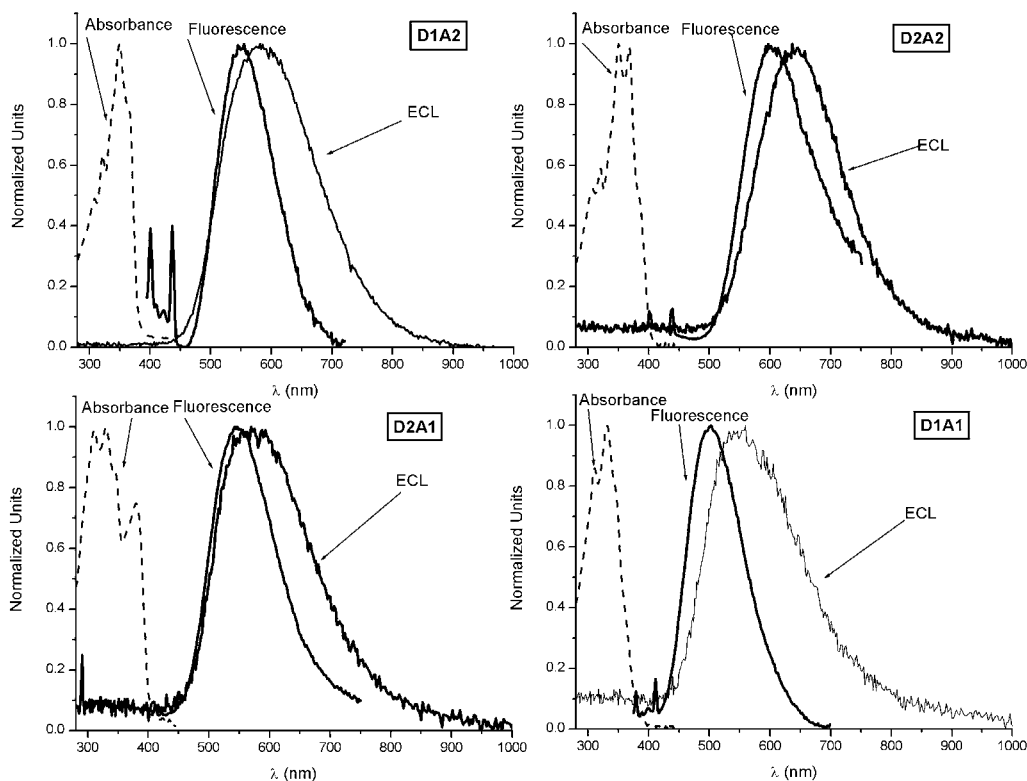 Absorbance
Fluorescence
D1A2
ECL
1.0
0.8
0.6
0.4
0.2
0.0
Normalized Units
300 400 500 600 700 800 900 1000
λ (nm)
Absorbance
Fluorescence
D2A2
ECL
1.0
0.8
0.6
0.4
0.2
0.0
Normalized Units
300 400 500 600 700 800 900 1000
λ (nm)
Absorbance
Fluorescence
D2A1
ECL
1.0
0.8
0.6
0.4
0.2
0.0
Normalized Units
300 400 500 600 700 800 900 1000
λ (nm)
Absorbance
Fluorescence
D1A1
ECL
1.0
0.8
0.6
0.4
0.2
0.0
Normalized Units
300 400 500 600 700 800 900 1000
λ (nm)